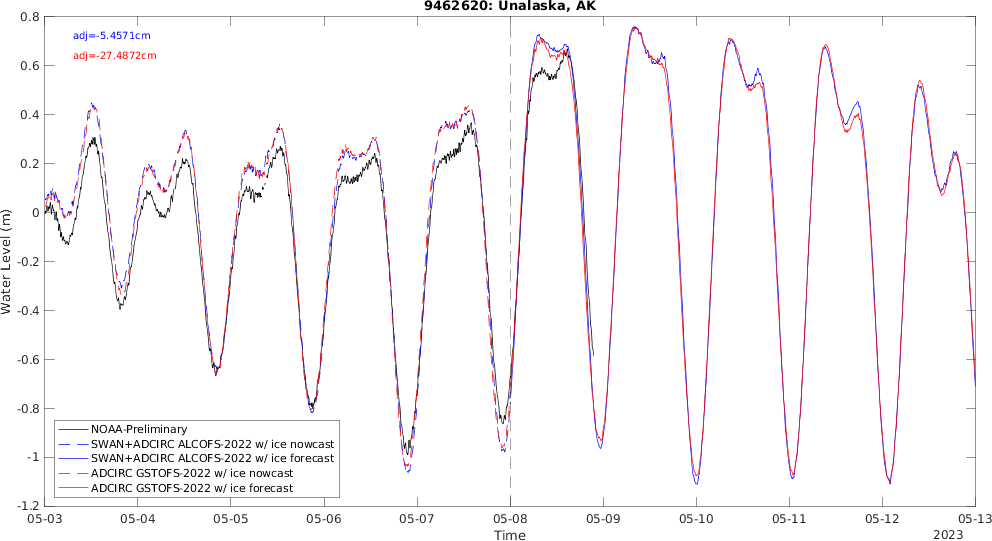 9462620: Unalaska, AK
adj=-5.4571cm
adj=-27.4872cm
Water Level (m)
0.8
0.6
0.4
0.2
0
-0.2
-0.4
-0.6
-0.8
-1
-1.2
NOAA-Preliminary
SWAN+ADCIRC ALCOFS-2022 w/ ice nowcast
SWAN+ADCIRC ALCOFS-2022 w/ ice forecast
ADCIRC GSTOFS-2022 w/ ice nowcast
ADCIRC GSTOFS-2022 w/ ice forecast
05-03 05-04 05-05 05-06 05-07 05-08 05-09 05-10 05-11 05-12 05-13
Time
2023